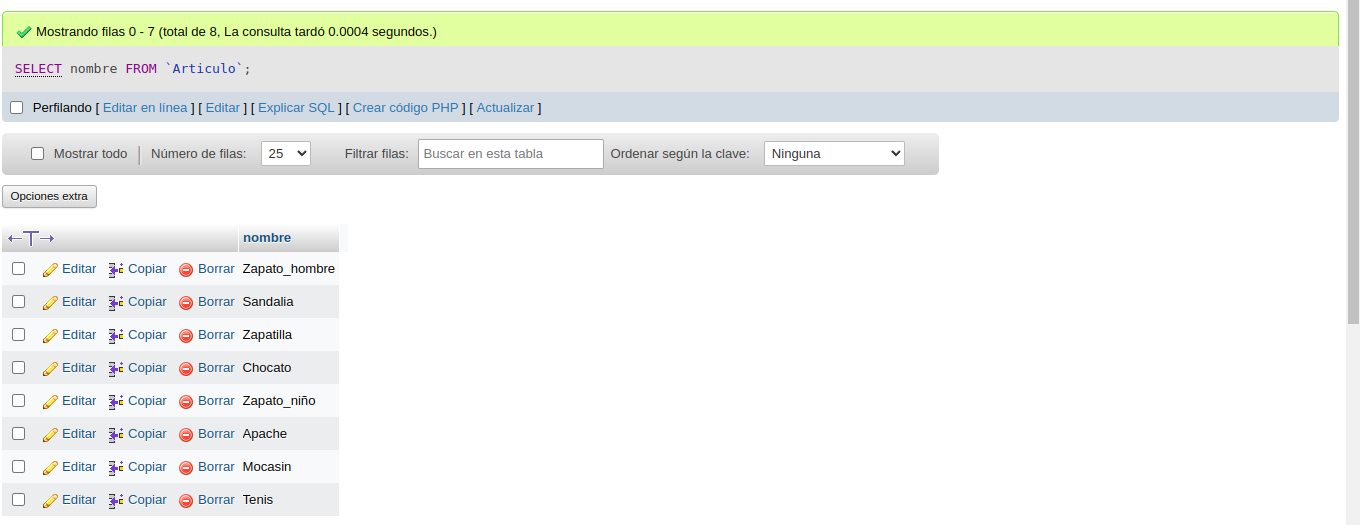 Mostrando filas 0 - 7 (total de 8, La consulta tardó 0.0004 segundos.)
SELECT nombre FROM `Articulo`;
Perfilando [ Editar en línea ] [ Editar ] [ Explicar SQL ] [ Crear código PHP ] [ Actualizar ]
Mostrar todo Número de filas: 25 Filtrar filas: Buscar en esta tabla Ordenar según la clave: Ninguna
Opciones extra
←T→ nombre
Editar Copiar Borrar Zapato_hombre
Editar Copiar Borrar Sandalia
Editar Copiar Borrar Zapatilla
Editar Copiar Borrar Chocato
Editar Copiar Borrar Zapato_niño
Editar Copiar Borrar Apache
Editar Copiar Borrar Mocasin
Editar Copiar Borrar Tenis